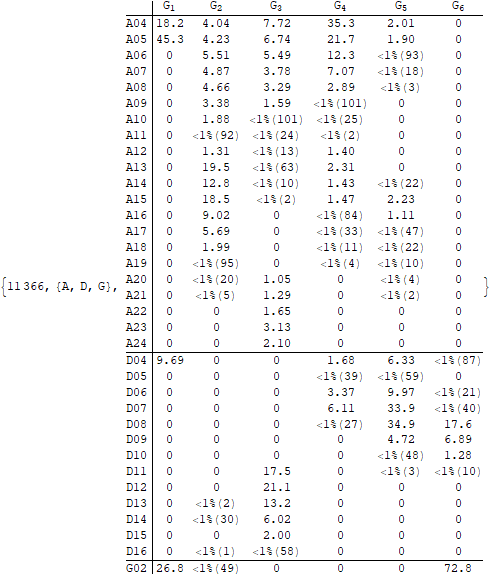 G1 G2 G3 G4 G5 G6
A04 18.2 4.04 7.72 35.3 2.01 0
A05 45.3 4.23 6.74 21.7 1.90 0
A06 0 5.51 5.49 12.3 <1%(93) 0
A07 0 4.87 3.78 7.07 <1%(18) 0
A08 0 4.66 3.29 2.89 <1%(3) 0
A09 0 3.38 1.59 <1%(101) 0 0
A10 0 1.88 <1%(101) <1%(25) 0 0
A11 0 <1%(92) <1%(24) <1%(2) 0 0
A12 0 1.31 <1%(13) 1.40 0 0
A13 0 19.5 <1%(63) 2.31 0 0
A14 0 12.8 <1%(10) 1.43 <1%(22) 0
A15 0 18.5 <1%(2) 1.47 2.23 0
A16 0 9.02 0 <1%(84) 1.11 0
A17 0 5.69 0 <1%(33) <1%(47) 0
A18 0 1.99 0 <1%(11) <1%(22) 0
A19 0 <1%(95) 0 <1%(4) <1%(10) 0
A20 0 <1%(20) 1.05 0 <1%(4) 0
{11366, {A, D, G}, A21 0 <1%(5) 1.29 0 <1%(2) 0 }
A22 0 0 1.65 0 0 0
A23 0 0 3.13 0 0 0
A24 0 0 2.10 0 0 0
D04 9.69 0 0 1.68 6.33 <1%(87)
D05 0 0 0 <1%(39) <1%(59) 0
D06 0 0 0 3.37 9.97 <1%(21)
D07 0 0 0 6.11 33.9 <1%(40)
D08 0 0 0 <1%(27) 34.9 17.6
D09 0 0 0 0 4.72 6.89
D10 0 0 0 0 <1%(48) 1.28
D11 0 0 17.5 0 <1%(3) <1%(10)
D12 0 0 21.1 0 0 0
D13 0 <1%(2) 13.2 0 0 0
D14 0 <1%(30) 6.02 0 0 0
D15 0 0 2.00 0 0 0
D16 0 <1%(1) <1%(58) 0 0 0
G02 26.8 <1%(49) 0 0 0 72.8